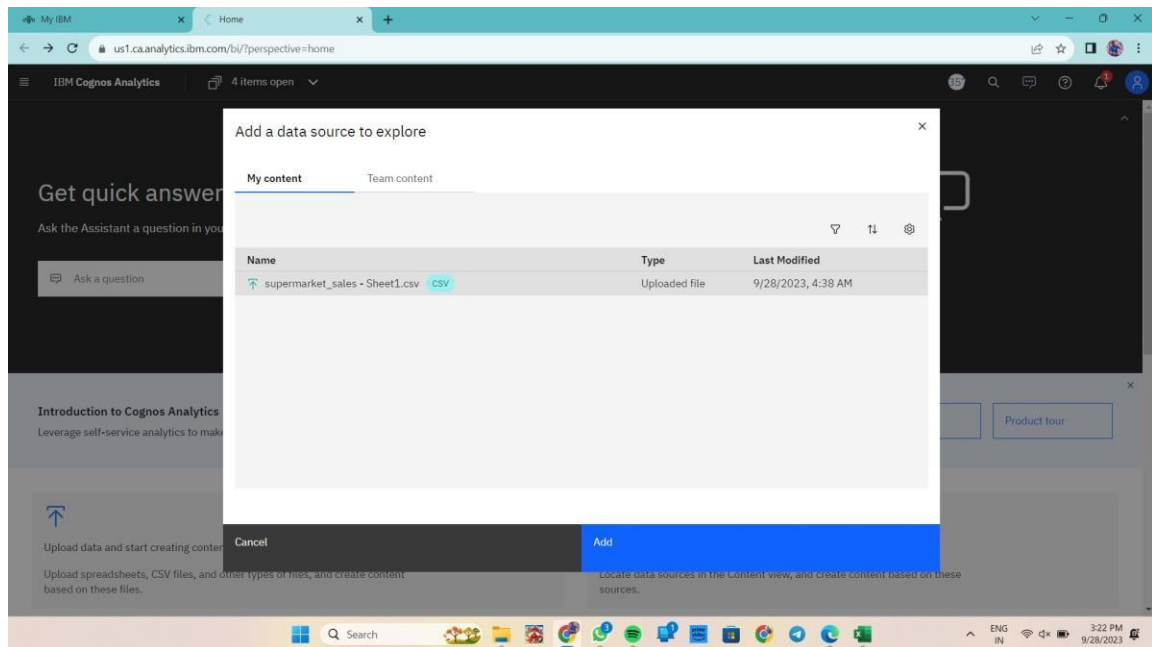 My IBM
Home
us1.ca.analytics.ibm.com/bi/?perspective=home
IBM Cognos Analytics
4 items open
35
1
Add a data source to explore
My content
Team content
Get quick answer
Ask the Assistant a question in you
Ask a question
Name Type Last Modified
supermarket_sales - Sheet1.csv CSV Uploaded file 9/28/2023, 4:38 AM
Introduction to Cognos Analytics
Leverage self-service analytics to make
Product tour
Cancel
Add
Upload data and start creating conten
Upload spreadsheets, CSV files, and other types of files, and create content
based on these files.
Locate data sources in the Content view, and create content based on these
sources.
Search
ENG
IN
3:22 PM
9/28/2023